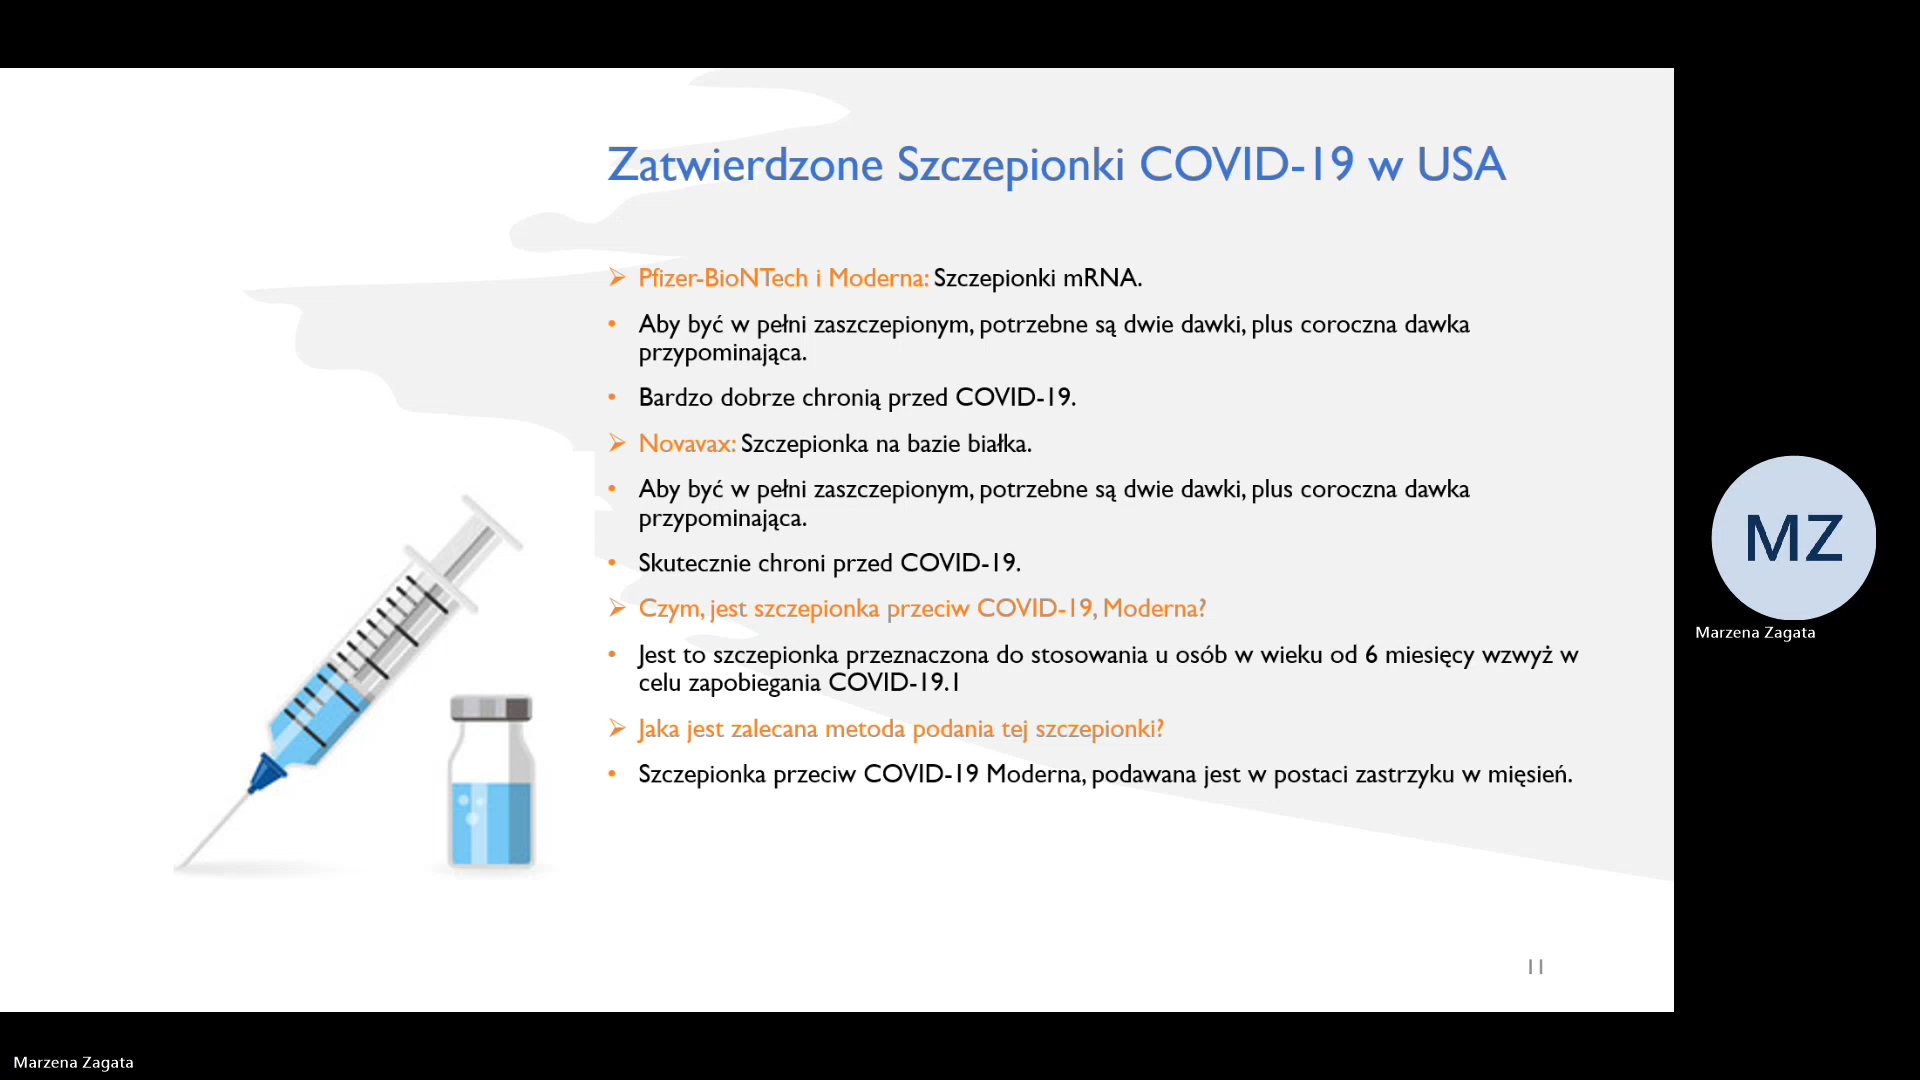 Zatwierdzone Szczepionki COVID-19 w USA
➢ Pfizer-BioNTech i Moderna: Szczepionki mRNA.
• Aby być w pełni zaszczepionym, potrzebne są dwie dawki, plus coroczna dawka
przypominająca.
• Bardzo dobrze chronią przed COVID-19.
➢ Novavax: Szczepionka na bazie białka.
• Aby być w pełni zaszczepionym, potrzebne są dwie dawki, plus coroczna dawka
przypominająca.
• Skutecznie chroni przed COVID-19.
➢ Czym, jest szczepionka przeciw COVID-19, Moderna?
• Jest to szczepionka przeznaczona do stosowania u osób w wieku od 6 miesięcy wzwyż w
celu zapobiegania COVID-19.1
➢ Jaka jest zalecana metoda podania tej szczepionki?
• Szczepionka przeciw COVID-19 Moderna, podawana jest w postaci zastrzyku w mięsień.
11
MZ
Marzena Zagata
Marzena Zagata